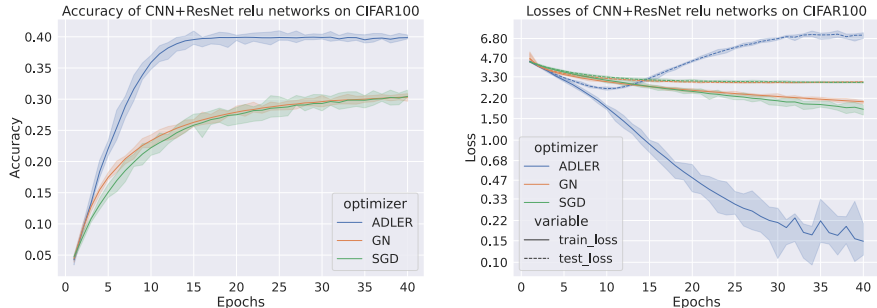 Accuracy of CNN+ResNet relu networks on CIFAR100
0.40
0.35
0.30
0.25
0.20
0.15
0.10
0.05
Accuracy
optimizer
ADLER
GN
SGD
0 5 10 15 20 25 30 35 40
Epochs
Losses of CNN+ResNet relu networks on CIFAR100
6.80
4.70
3.30
2.20
1.50
1.00
0.68
0.47
0.33
0.22
0.15
0.10
Loss
optimizer
ADLER
GN
SGD
variable
train_loss
test_loss
0 5 10 15 20 25 30 35 40
Epochs